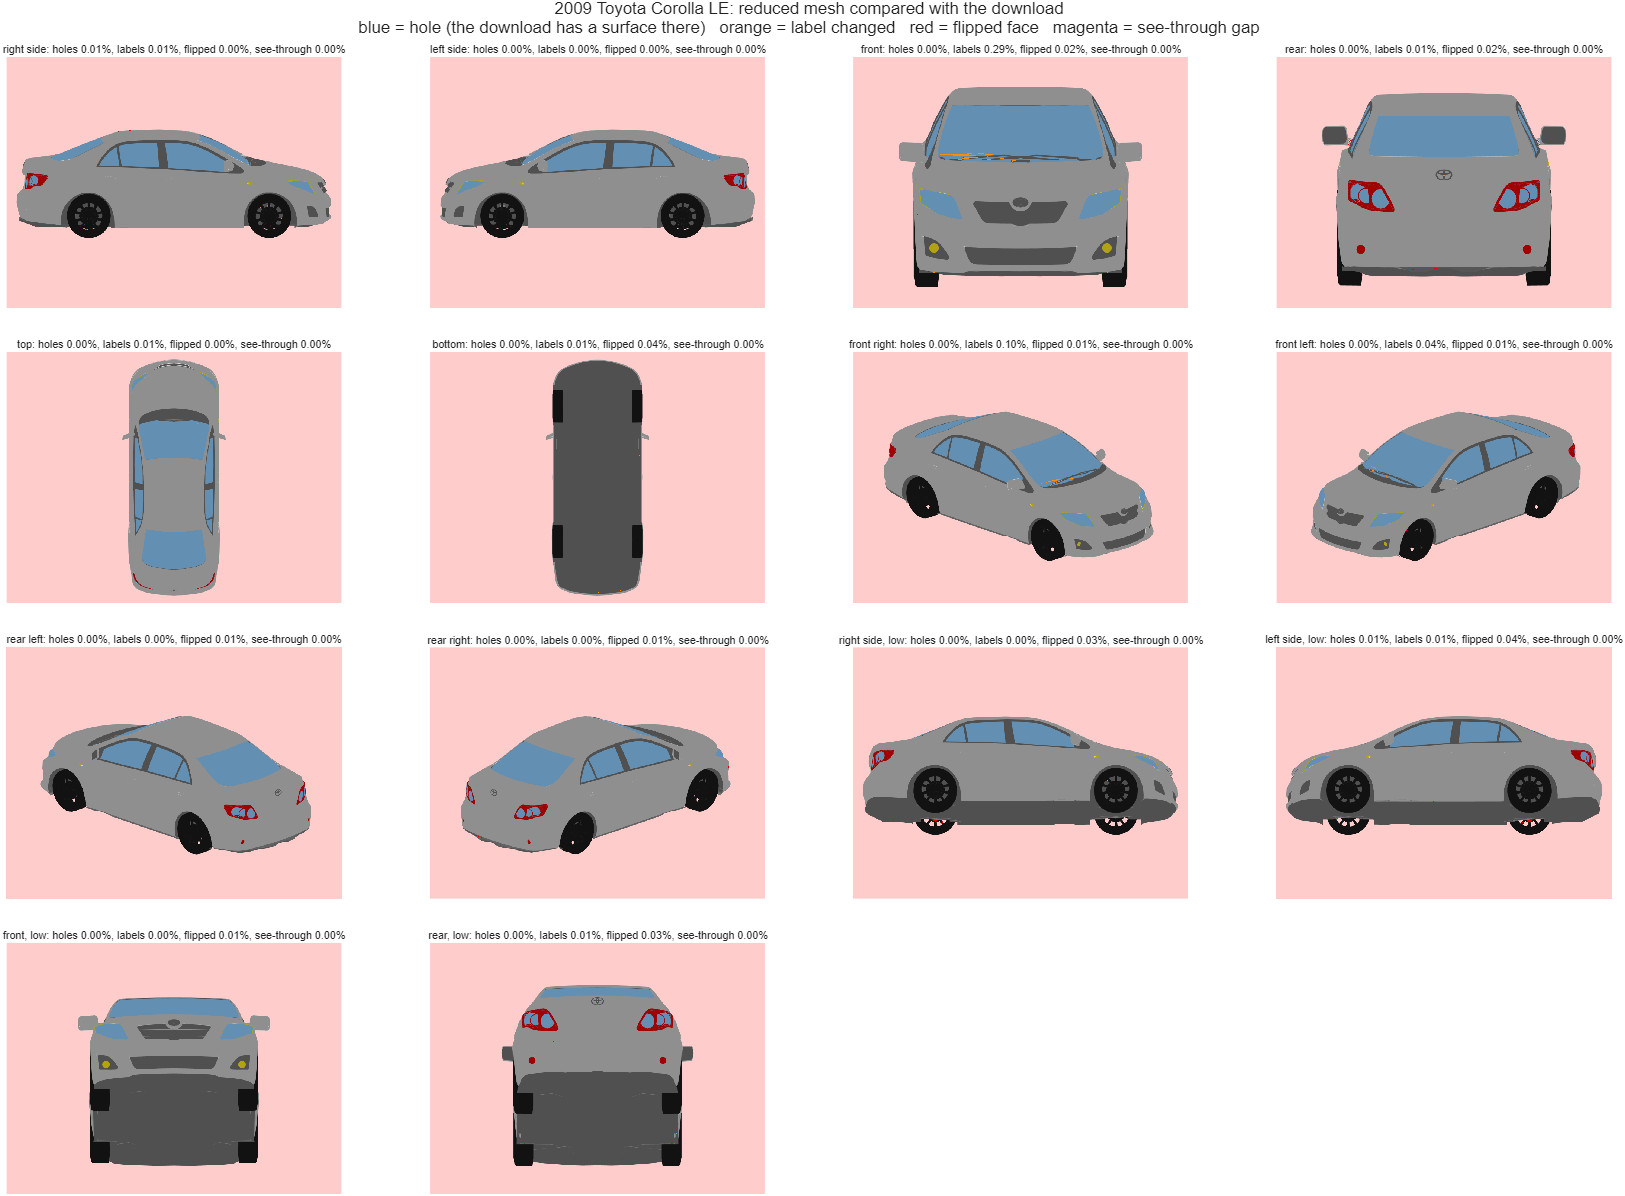 2009 Toyota Corolla LE: reduced mesh compared with the download
blue = hole (the download has a surface there)   orange = label changed   red = flipped face   magenta = see-through gap
right side: holes 0.01%, labels 0.01%, flipped 0.00%, see-through 0.00%
left side: holes 0.00%, labels 0.00%, flipped 0.00%, see-through 0.00%
front: holes 0.00%, labels 0.29%, flipped 0.02%, see-through 0.00%
rear: holes 0.00%, labels 0.01%, flipped 0.02%, see-through 0.00%
top: holes 0.00%, labels 0.01%, flipped 0.00%, see-through 0.00%
bottom: holes 0.00%, labels 0.01%, flipped 0.04%, see-through 0.00%
front right: holes 0.00%, labels 0.10%, flipped 0.01%, see-through 0.00%
front left: holes 0.00%, labels 0.04%, flipped 0.01%, see-through 0.00%
rear left: holes 0.00%, labels 0.00%, flipped 0.01%, see-through 0.00%
rear right: holes 0.00%, labels 0.00%, flipped 0.01%, see-through 0.00%
right side, low: holes 0.00%, labels 0.00%, flipped 0.03%, see-through 0.00%
left side, low: holes 0.01%, labels 0.01%, flipped 0.04%, see-through 0.00%
front, low: holes 0.00%, labels 0.00%, flipped 0.01%, see-through 0.00%
rear, low: holes 0.00%, labels 0.01%, flipped 0.03%, see-through 0.00%